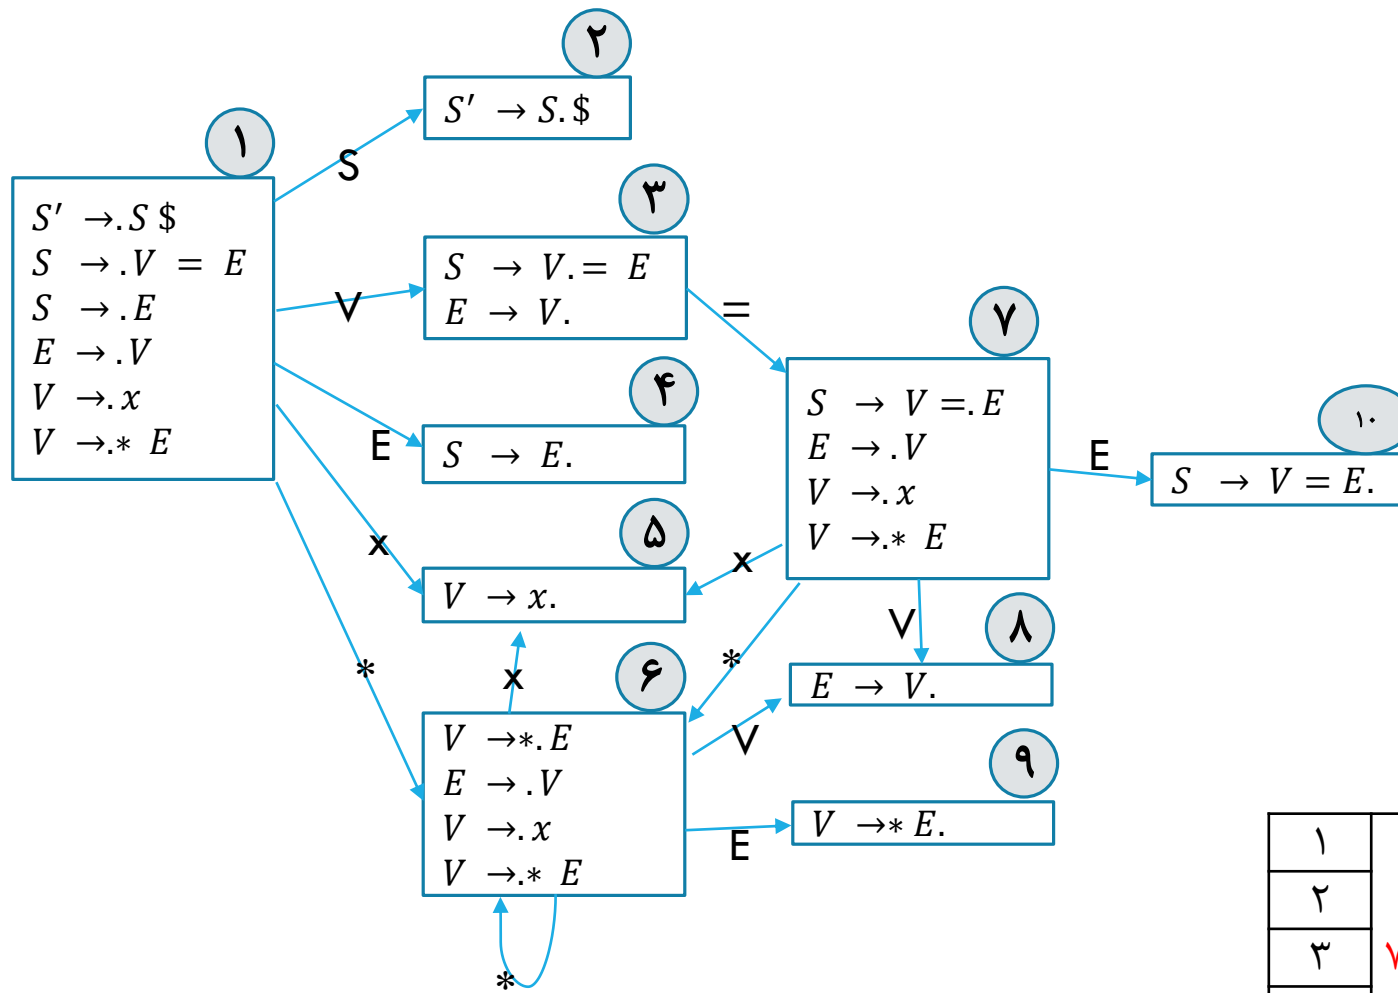 ۱
S′ →.S $
S →.V = E
S →.E
E →.V
V →.x
V →.* E
S
V
E
x
*
۲
S′ → S.$
۳
S → V.= E
E → V.
=
۴
S → E.
۵
V → x.
x
۶
V →*.E
E →.V
V →.x
V →.* E
*
V
E
۷
S → V =.E
E →.V
V →.x
V →.* E
x
*
V
E
۸
E → V.
۹
V →* E.
۱۰
S → V = E.
۱
۲
۳